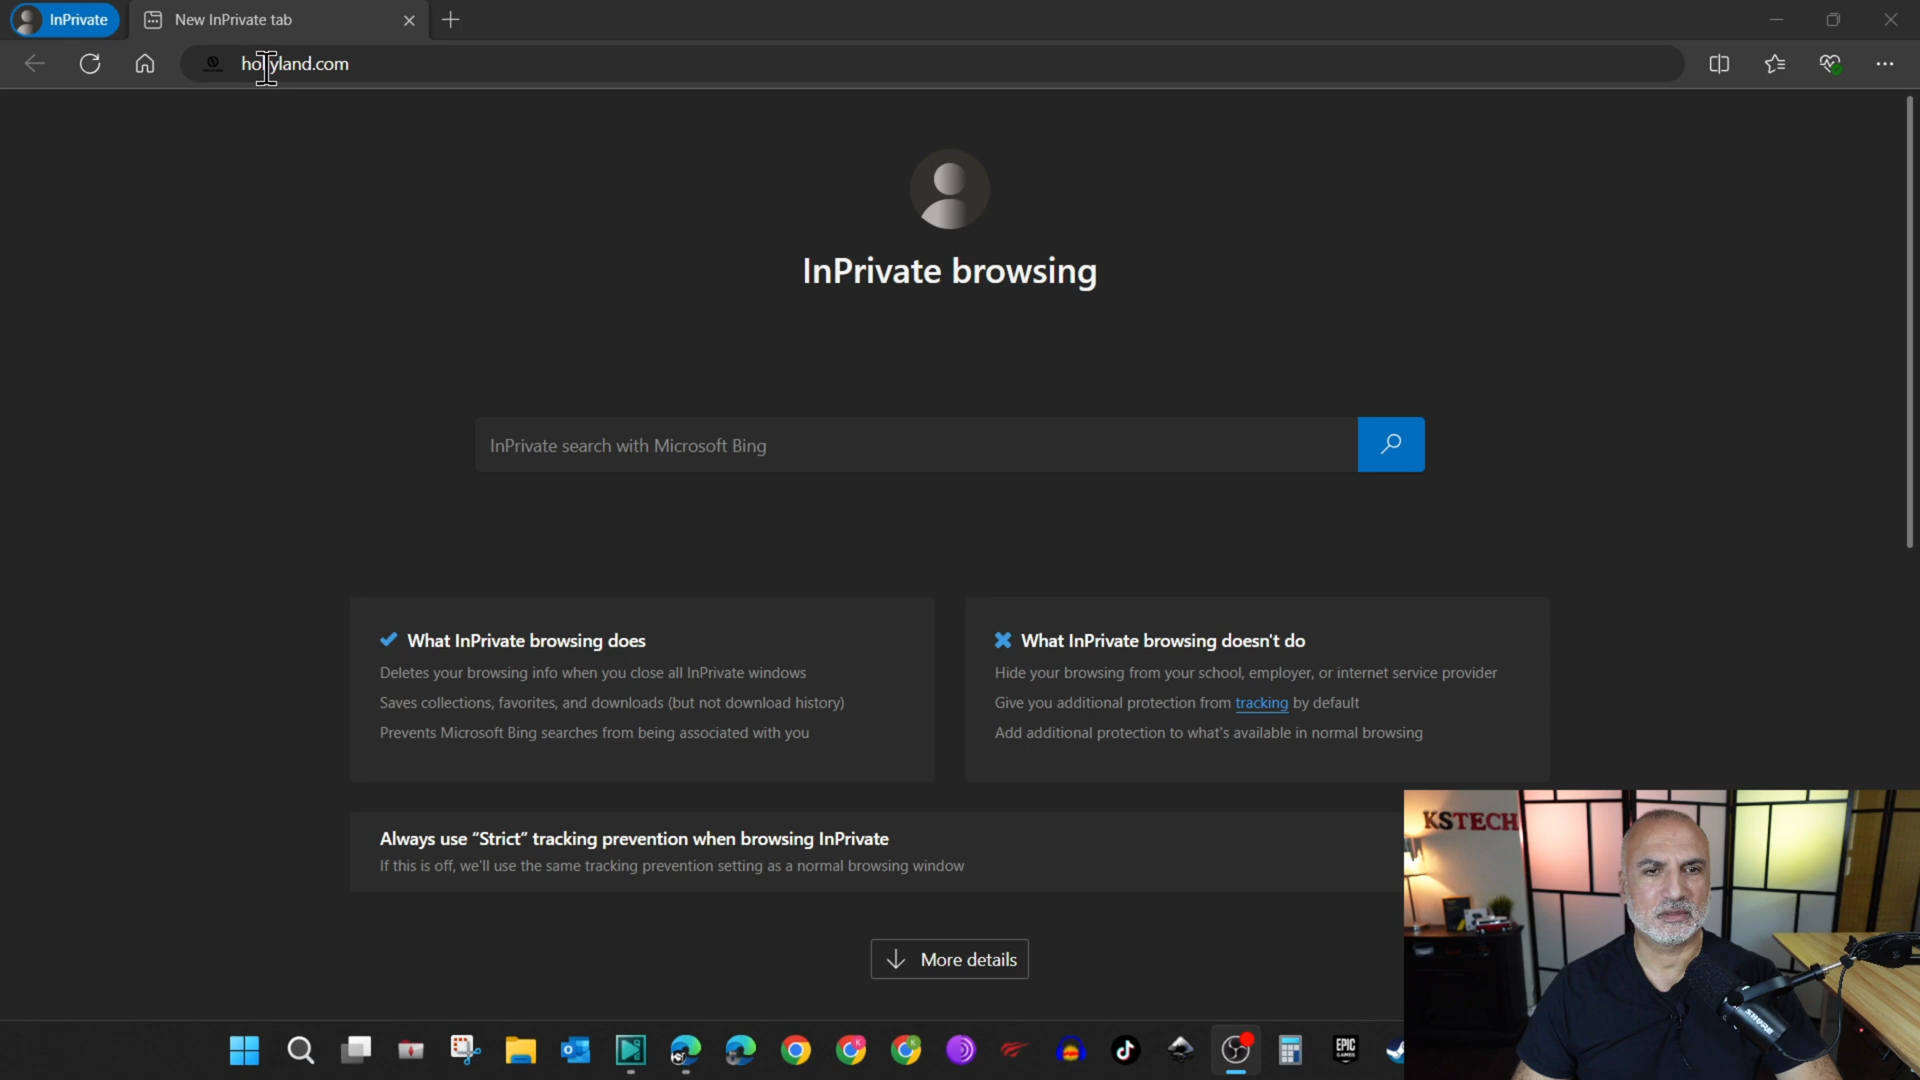 InPrivate
New InPrivate tab
hollyland.com
InPrivate browsing
InPrivate search with Microsoft Bing
What InPrivate browsing does
Deletes your browsing info when you close all InPrivate windows
Saves collections, favorites, and downloads (but not download history)
Prevents Microsoft Bing searches from being associated with you
What InPrivate browsing doesn't do
Hide your browsing from your school, employer, or internet service provider
Give you additional protection from tracking by default
Add additional protection to what's available in normal browsing
Always use “Strict” tracking prevention when browsing InPrivate
If this is off, we'll use the same tracking prevention setting as a normal browsing window
More details
KSTECH
SHURE
EPIC
GAMES